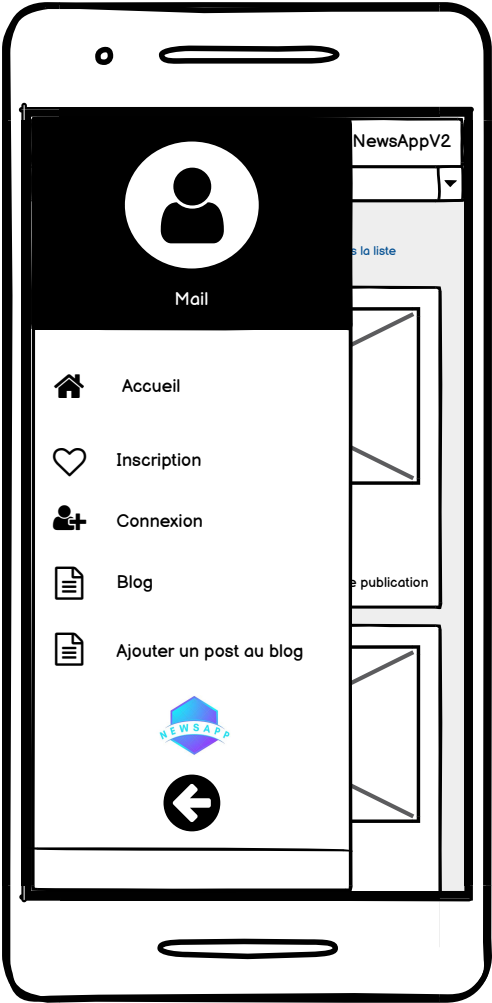 NewsAppV2
s la liste
Mail
Accueil
Inscription
Connexion
Blog
e publication
Ajouter un post au blog
NEWSAPP